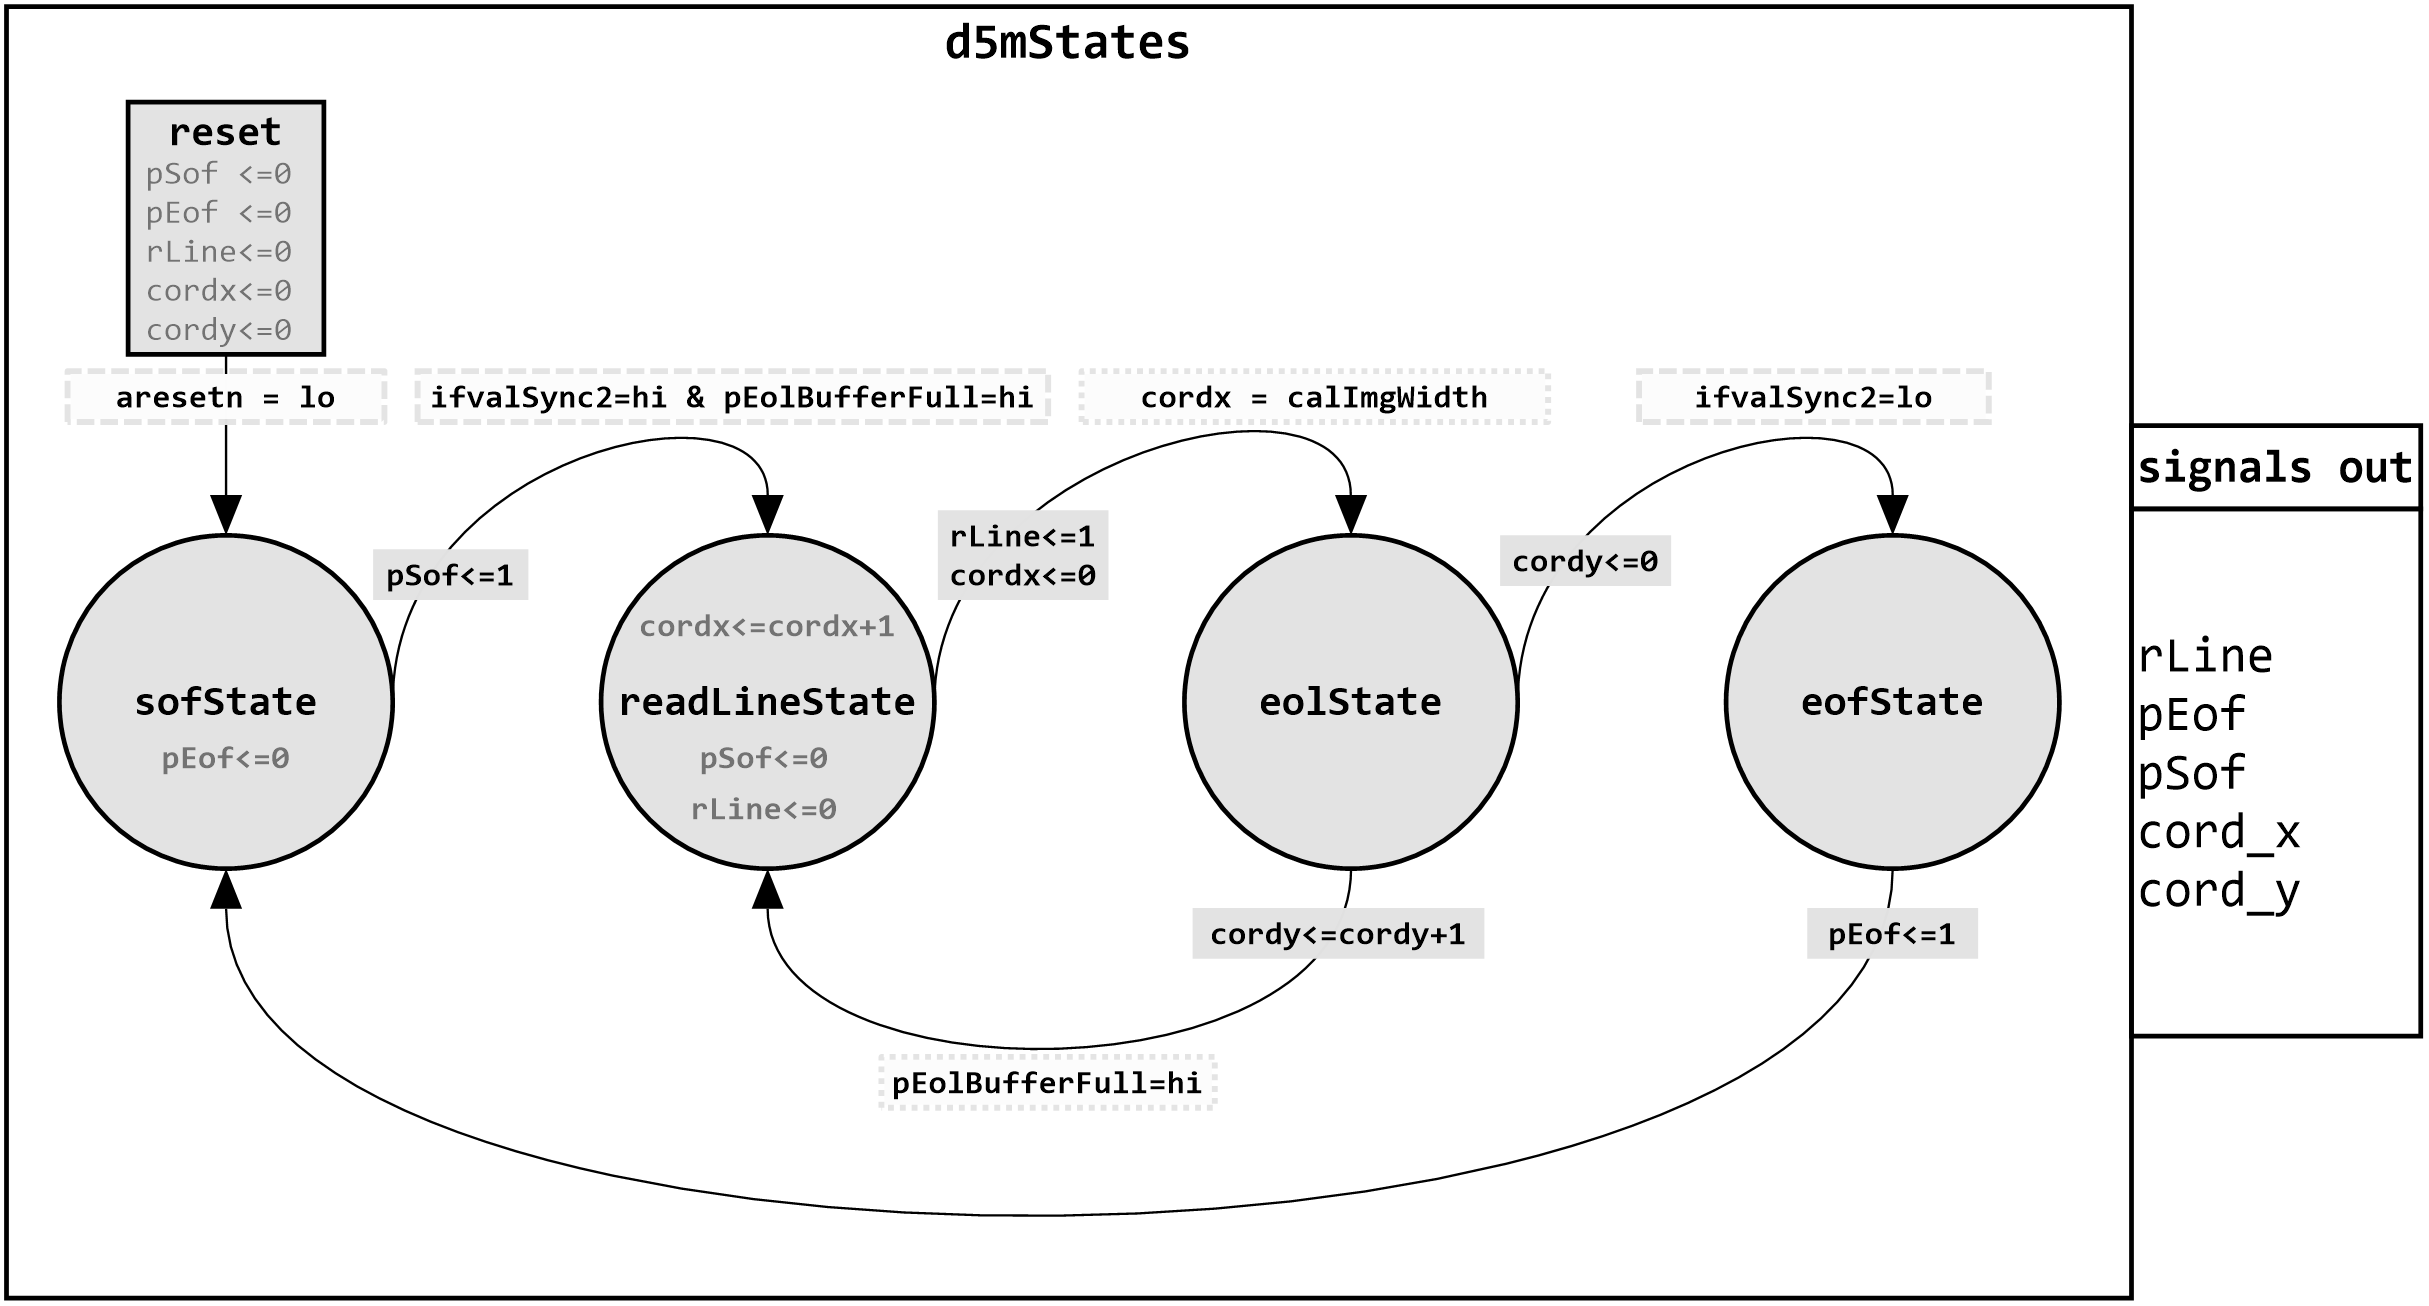 d5mStates
reset
pSof <=0
pEof <=0
rLine<=0
cordx<=0
cordy<=0
aresetn = lo
ifvalSync2=hi & pEolBufferFull=hi
cordx = calImgWidth
ifvalSync2=lo
signals out
pSof<=1
rLine<=1
cordx<=0
cordy<=0
sofState
pEof<=0
cordx<=cordx+1
readLineState
pSof<=0
rLine<=0
eolState
eofState
rLine
pEof
pSof
cord_x
cord_y
cordy<=cordy+1
pEof<=1
pEolBufferFull=hi